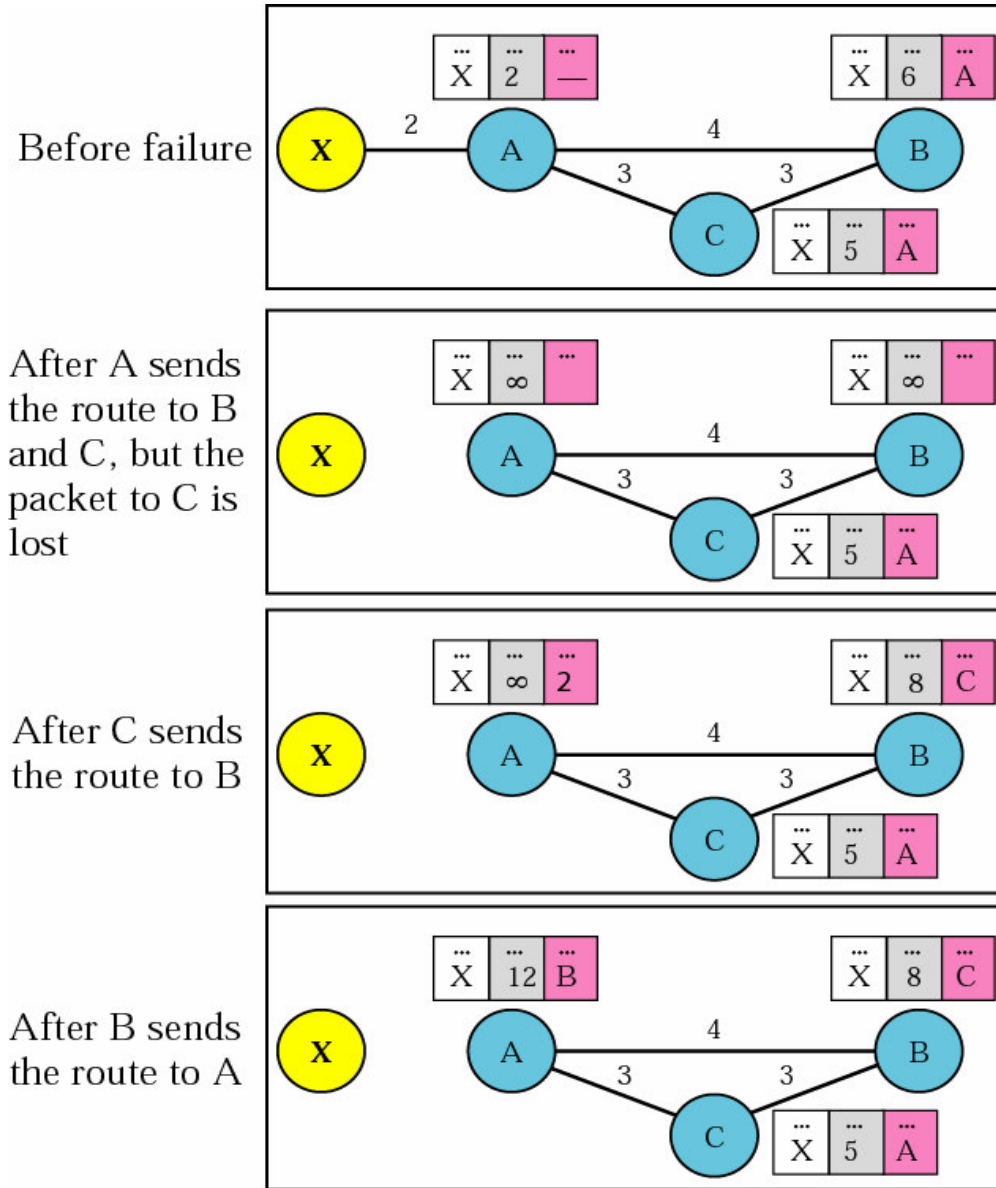 ... ... ...
X 2 —
... ... ...
X 6 A
Before failure
X
2
A
4
B
3
3
C
... ... ...
X 5 A
After A sends
the route to B
and C, but the
packet to C is
lost
... ... ...
X ∞
... ... ...
X ∞
X
A
4
B
3
3
C
... ... ...
X 5 A
After C sends
the route to B
... ... ...
X ∞ 2
... ... ...
X 8 C
X
A
4
B
3
3
C
... ... ...
X 5 A
After B sends
the route to A
... ... ...
X 12 B
... ... ...
X 8 C
X
A
4
B
3
3
C
... ... ...
X 5 A